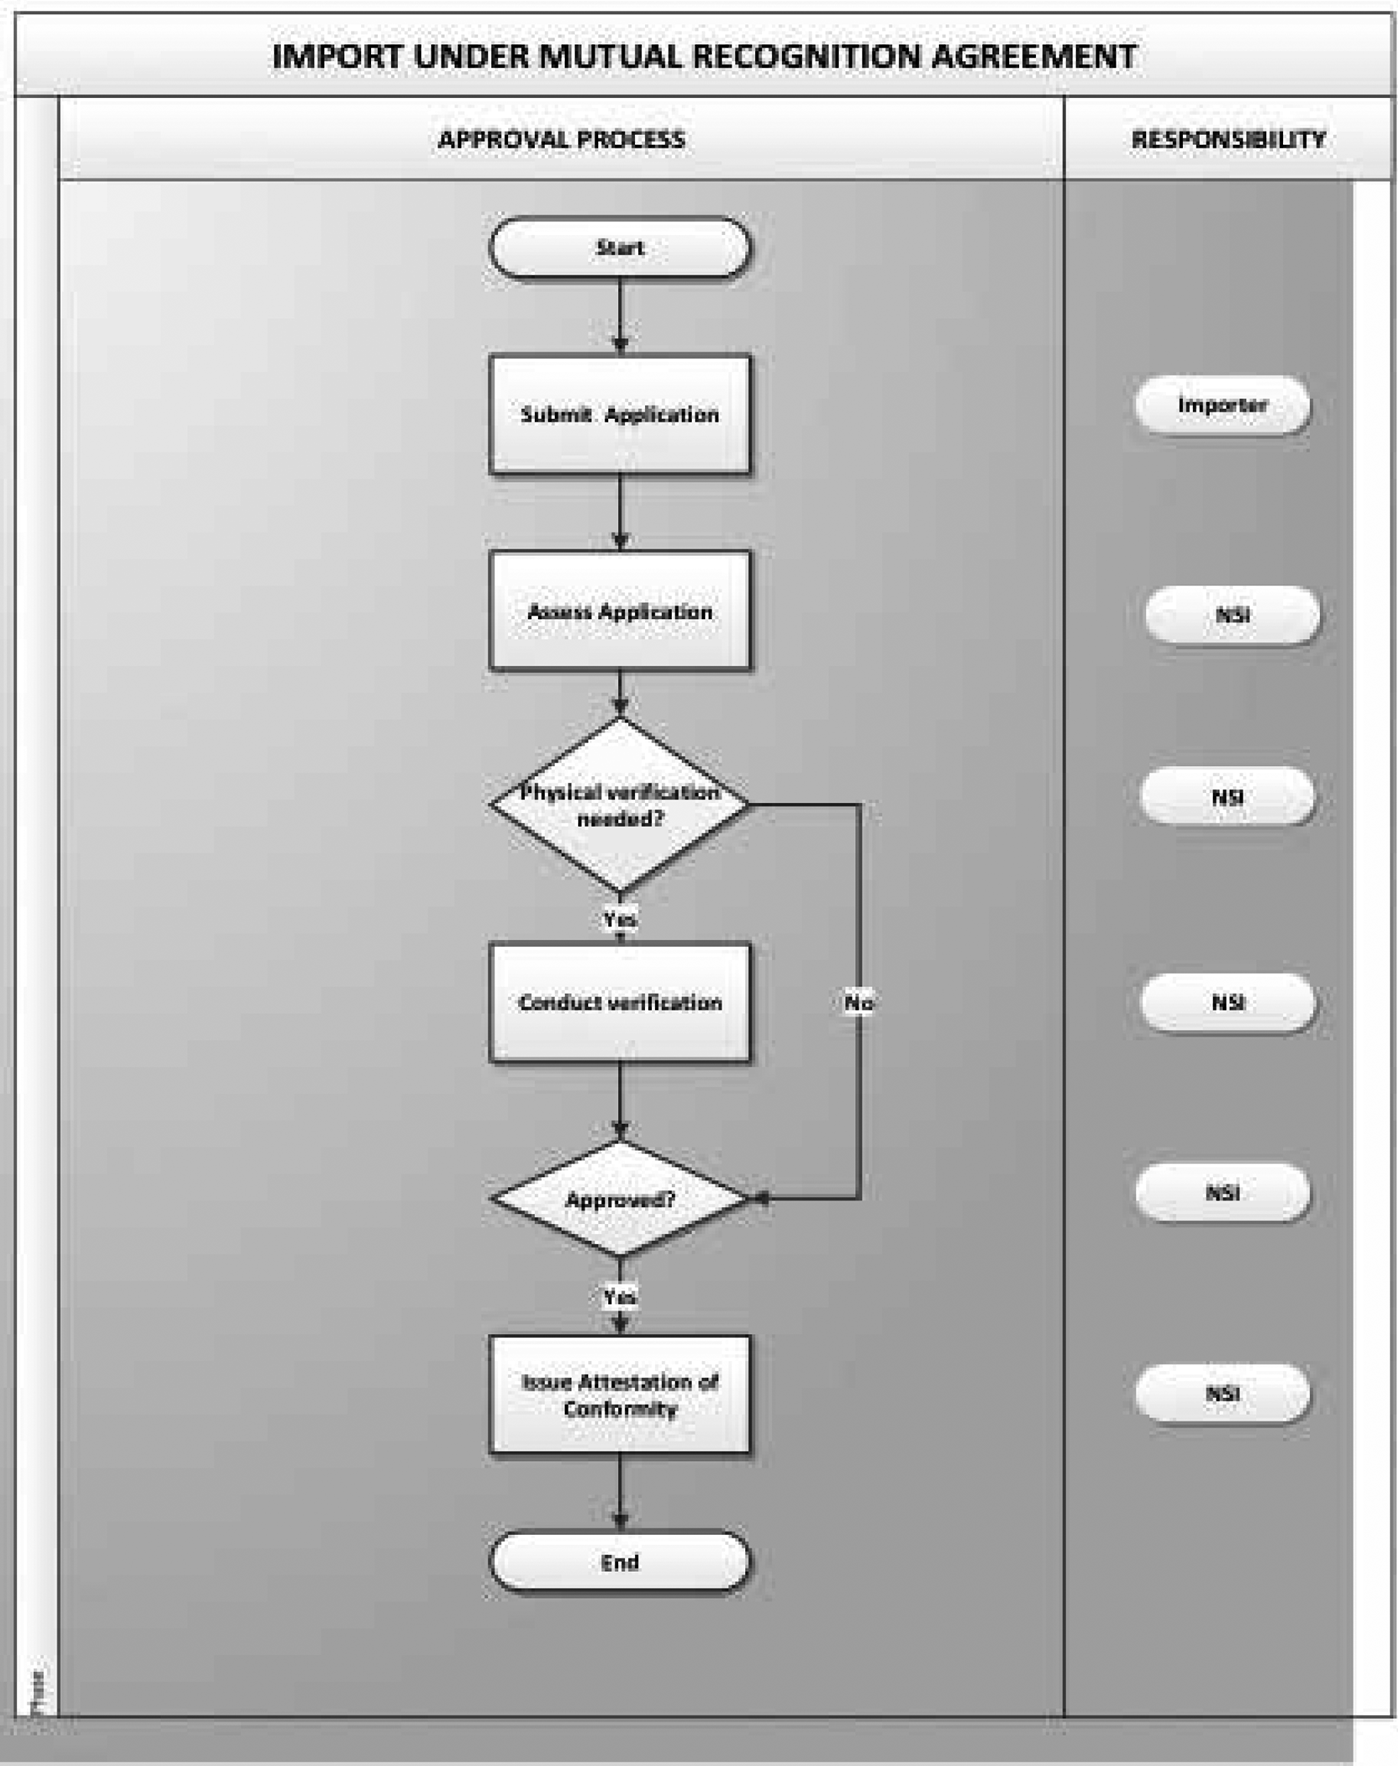 IMPORT UNDER MUTUAL RECOGNITION AGREEMENT
APPROVAL PROCESS
RESPONSIBILITY
Start
Submit Application
Importer
Assess Application
NSI
Physical verification
needed?
NSI
Yes
Conduct verification
No
NSI
Approved?
NSI
Yes
Issue Attestation of
Conformity
NSI
End
Phase